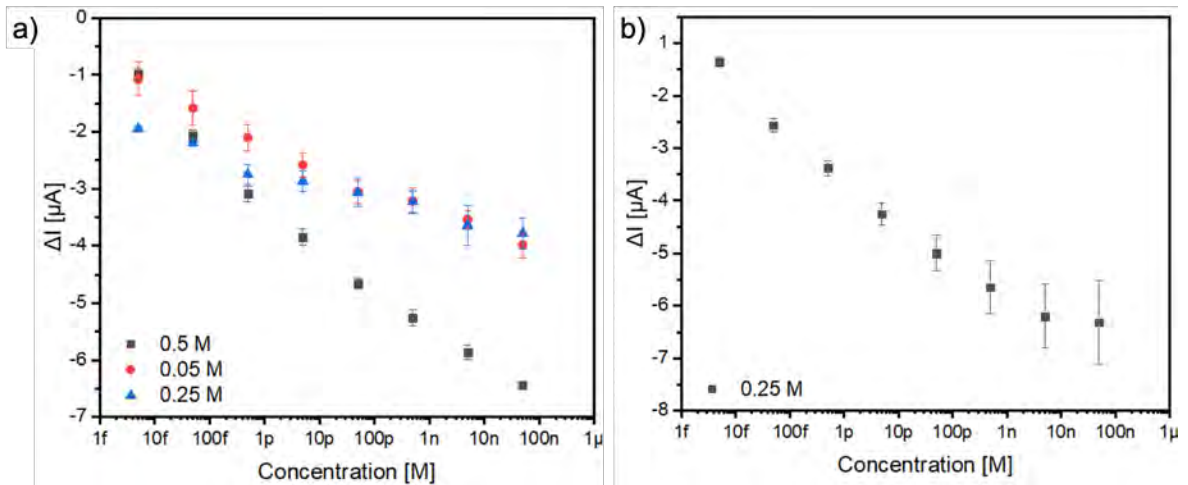 a)
0
-1
-2
-3
-4
-5
-6
-7
ΔI [µA]
0.5 M
0.05 M
0.25 M
1f 10f 100f 1p 10p 100p 1n 10n 100n 1µ
Concentration [M]
b)
1
-2
-3
-4
-5
-6
-7
-8
ΔI [µA]
0.25 M
1f 10f 100f 1p 10p 100p 1n 10n 100n 1µ
Concentration [M]